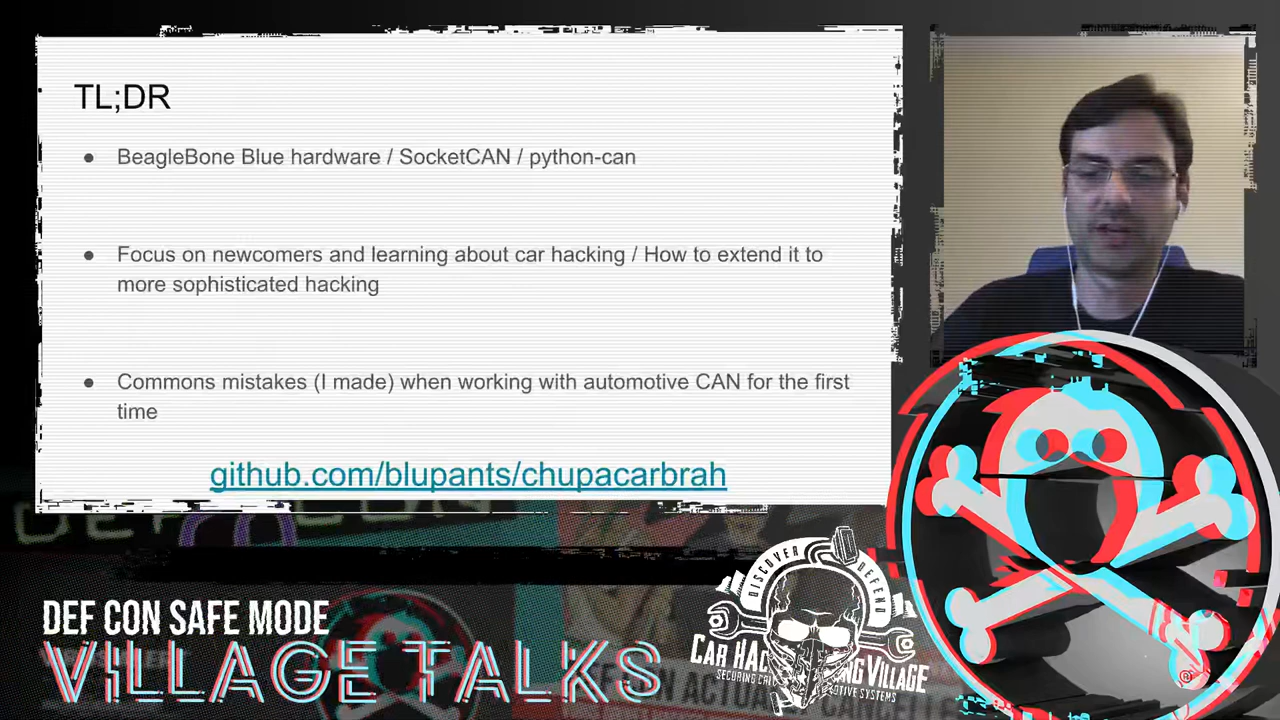 TL;DR
● BeagleBone Blue hardware / SocketCAN / python-can
● Focus on newcomers and learning about car hacking / How to extend it to
more sophisticated hacking
● Commons mistakes (I made) when working with automotive CAN for the first
time
github.com/blupants/chupacarbrah
DEF CON SAFE MODE
VILLAGE TALKS
DISCOVER
DEFEND
CAR HAC ING VILLAGE
®